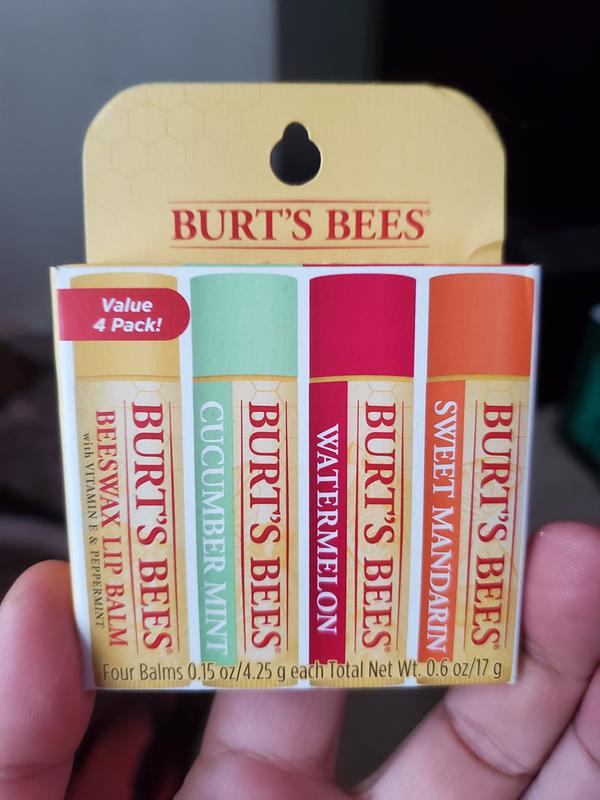 BURT'S BEES®
Value
4 Pack!
BURT'S BEES®
BEESWAX LIP BALM
with VITAMIN E & PEPPERMINT
BURT'S BEES®
CUCUMBER MINT
BURT'S BEES®
WATERMELON
BURT'S BEES®
SWEET MANDARIN
Four Balms 0.15 oz/4.25 g each Total Net Wt. 0.6 oz/17 g